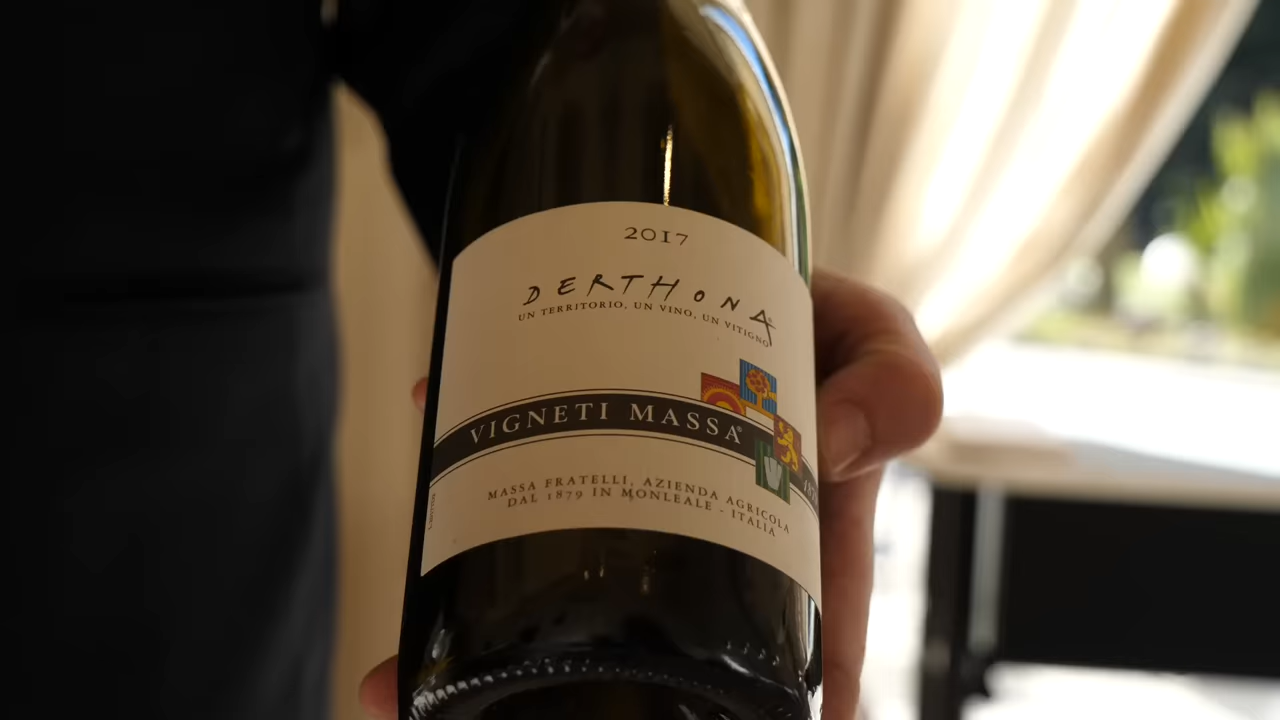 2017
DERTHONA
UN TERRITORIO, UN VINO, UN VITIGNO
VIGNETI MASSA®
MASSA FRATELLI, AZIENDA AGRICOLA
DAL 1879 IN MONLEALE - ITALIA